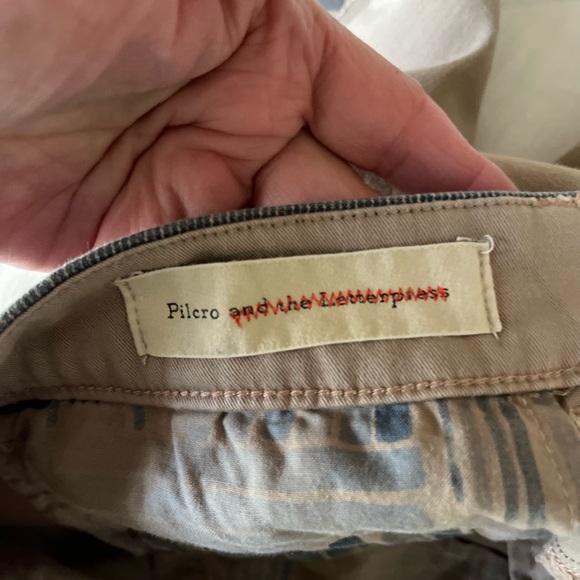 Pilcro and the Letterpress